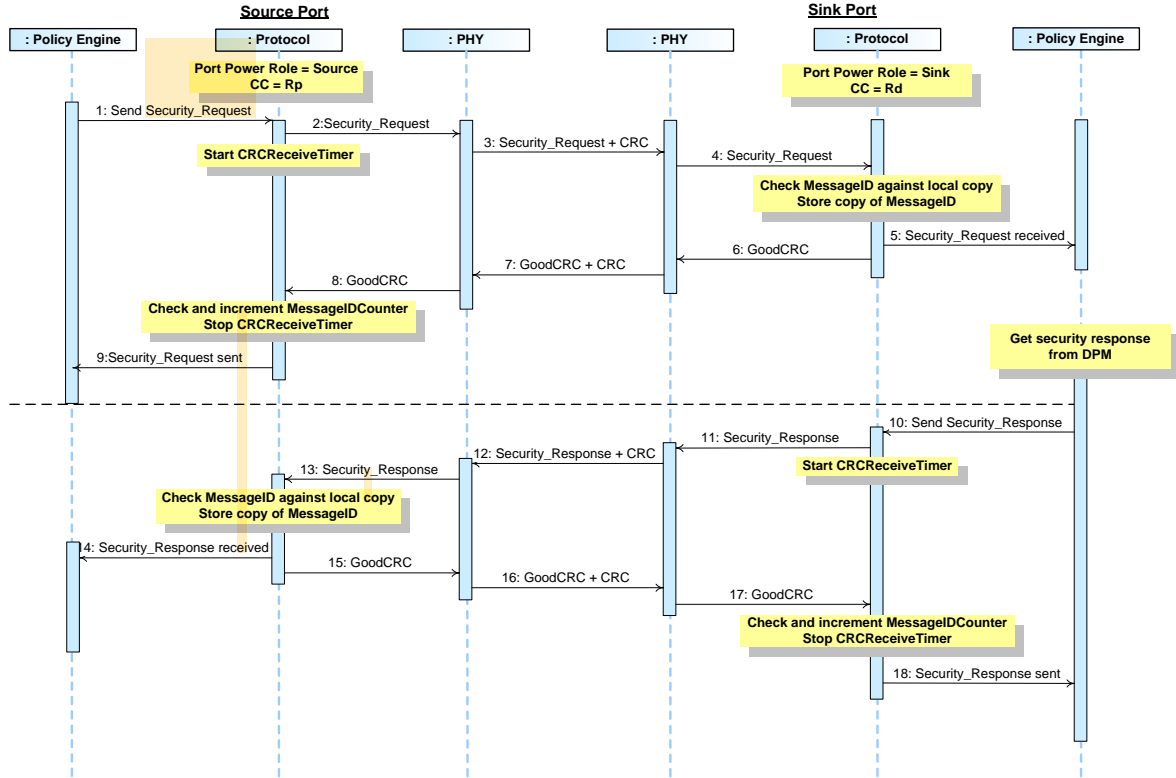 Source Port
Sink Port
: Policy Engine
: Protocol
: PHY
: PHY
: Protocol
: Policy Engine
Port Power Role = Source
CC = Rp
Port Power Role = Sink
CC = Rd
1: Send Security_Request
2:Security_Request
3: Security_Request + CRC
4: Security_Request
Start CRCReceiveTimer
Check MessageID against local copy
Store copy of MessageID
5: Security_Request received
6: GoodCRC
7: GoodCRC + CRC
8: GoodCRC
Check and increment MessageIDCounter
Stop CRCReceiveTimer
9:Security_Request sent
Get security response
from DPM
10: Send Security_Response
11: Security_Response
12: Security_Response + CRC
Start CRCReceiveTimer
13: Security_Response
Check MessageID against local copy
Store copy of MessageID
14: Security_Response received
15: GoodCRC
16: GoodCRC + CRC
17: GoodCRC
Check and increment MessageIDCounter
Stop CRCReceiveTimer
18: Security_Response sent